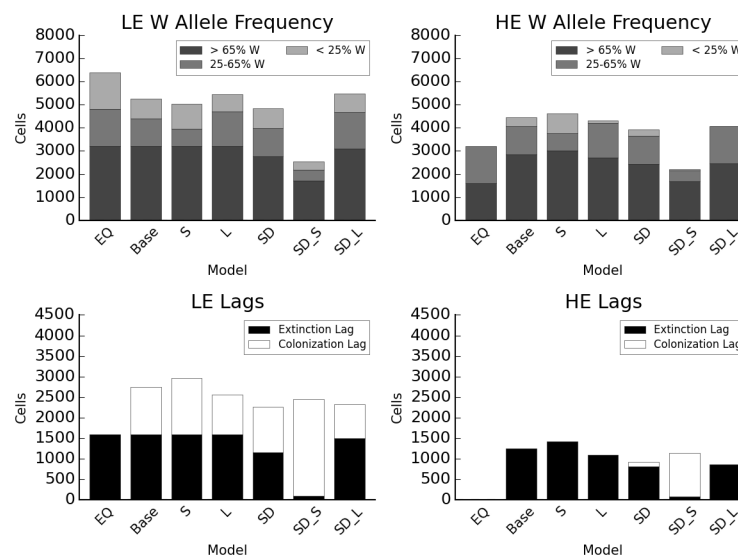 LE W Allele Frequency
8000
7000
6000
5000
4000
3000
2000
1000
0
Cells
> 65% W
< 25% W
25-65% W
EQ
Base
S
L
SD
SD_S
SD_L
Model
HE W Allele Frequency
8000
7000
6000
5000
4000
3000
2000
1000
0
Cells
> 65% W
< 25% W
25-65% W
EQ
Base
S
L
SD
SD_S
SD_L
Model
LE Lags
4500
4000
3500
3000
2500
2000
1500
1000
500
0
Cells
Extinction Lag
Colonization Lag
EQ
Base
S
L
SD
SD_S
SD_L
Model
HE Lags
4500
4000
3500
3000
2500
2000
1500
1000
500
0
Cells
Extinction Lag
Colonization Lag
EQ
Base
S
L
SD
SD_S
SD_L
Model